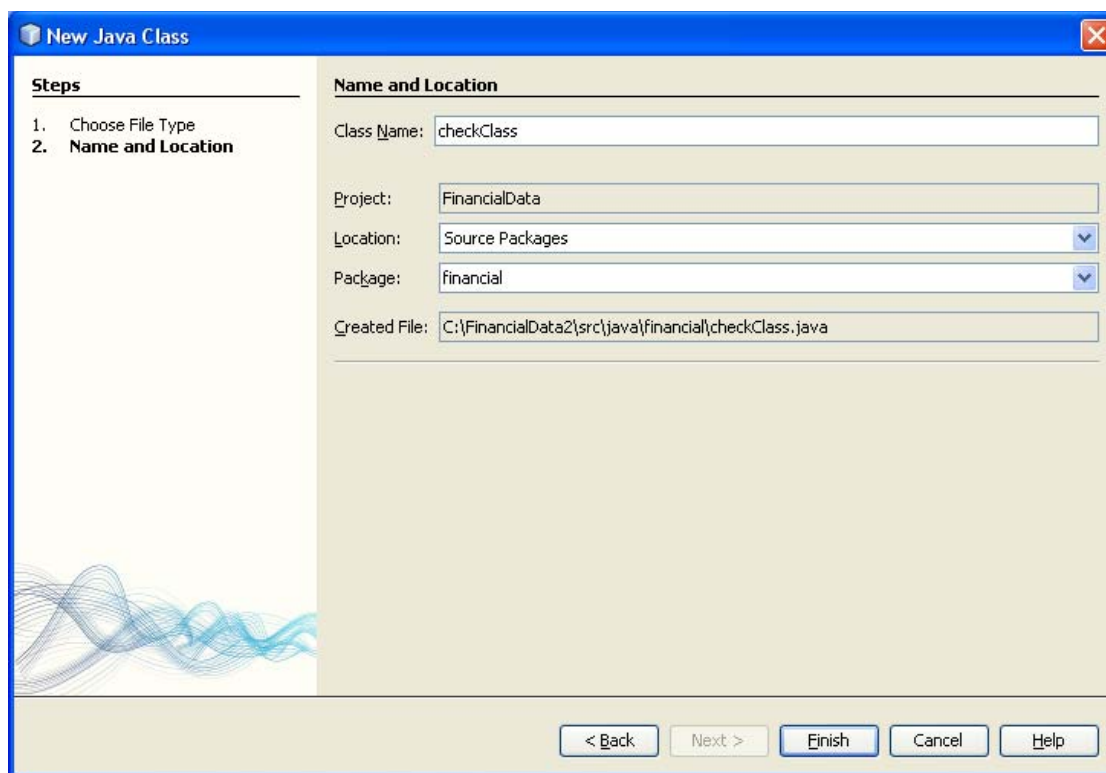 New Java Class
Steps
1. Choose File Type
2. Name and Location
Name and Location
Class Name: checkClass
Project: FinancialData
Location: Source Packages
Package: financial
Created File: C:\FinancialData2\src\java\financial\checkClass.java
< Back Next > Finish Cancel Help